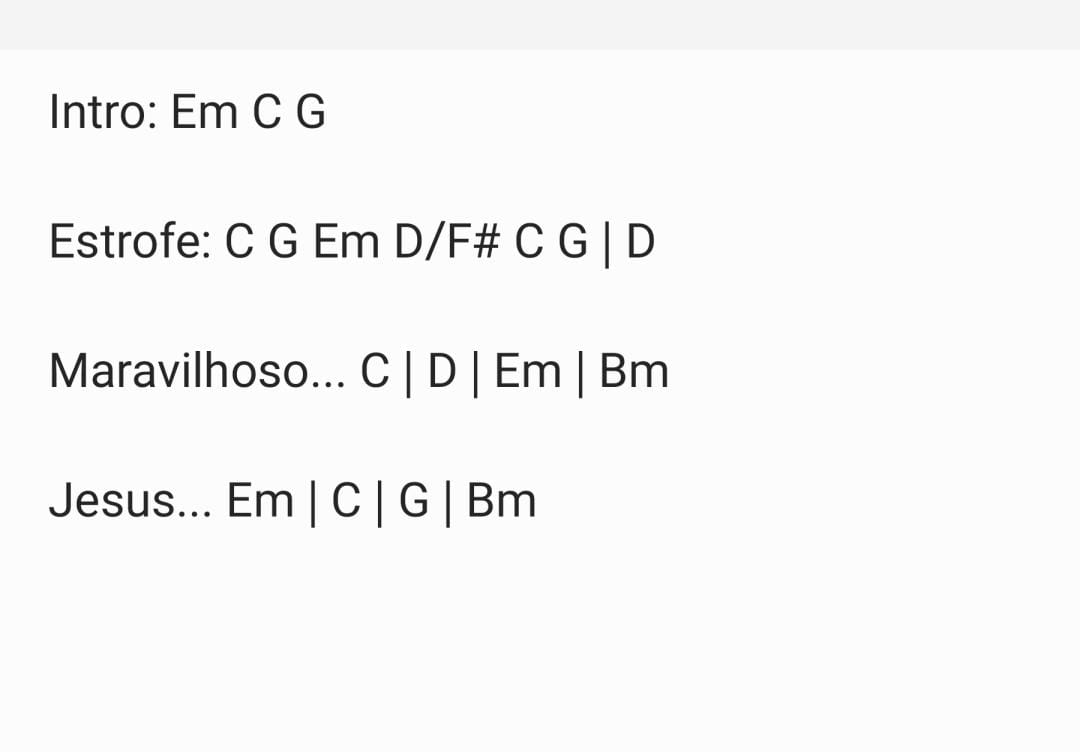 Intro: Em C G
Estrofe: C G Em D/F# C G | D
Maravilhoso... C | D | Em | Bm
Jesus... Em | C | G | Bm